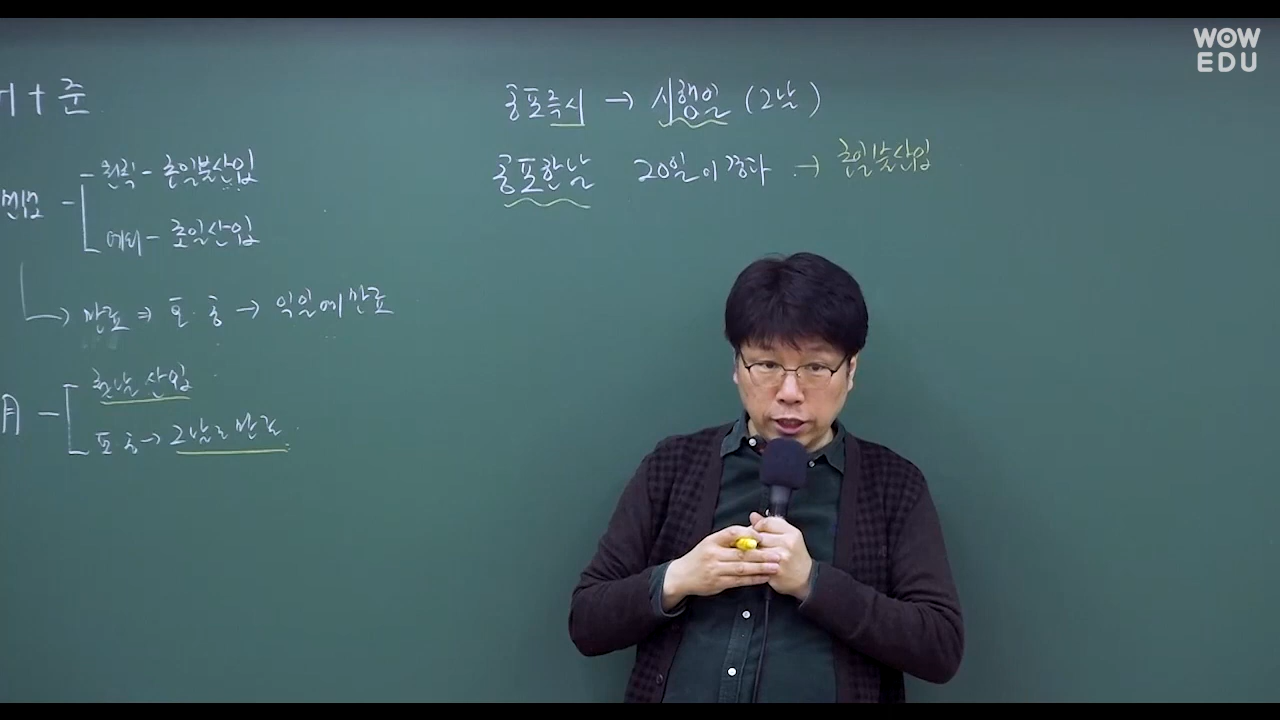 WOW
EDU
+ 준
민법 - 원칙 - 초일불산입
예외 - 초일산입
→ 만료 ⇒ 토·공 → 익일에 만료
첫날 산입
토 공 → 그날로 만료
공포즉시 → 시행일 (그날)
공포한날 20일이 경과 → 초일불산입